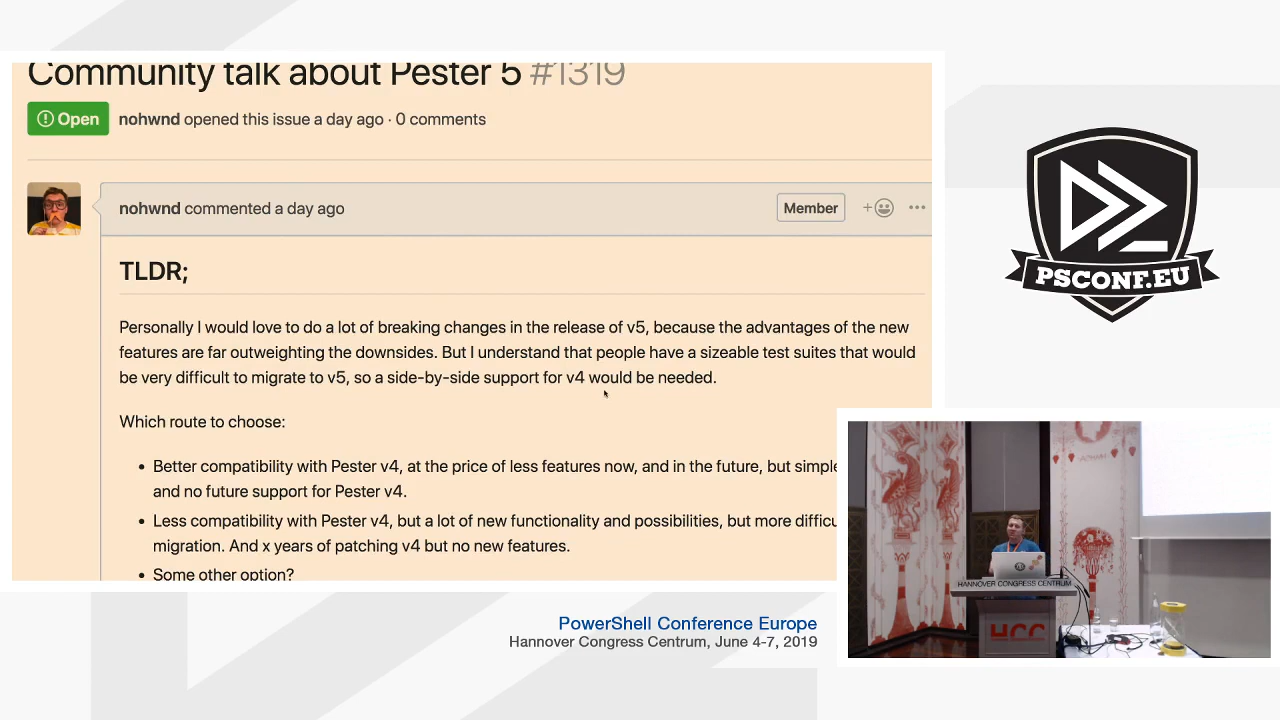 Community talk about Pester 5 #1319
Open
nohwnd opened this issue a day ago · 0 comments
nohwnd commented a day ago
Member
TLDR;
Personally I would love to do a lot of breaking changes in the release of v5, because the advantages of the new
features are far outweighting the downsides. But I understand that people have a sizeable test suites that would
be very difficult to migrate to v5, so a side-by-side support for v4 would be needed.
Which route to choose:
• Better compatibility with Pester v4, at the price of less features now, and in the future, but simple
and no future support for Pester v4.
• Less compatibility with Pester v4, but a lot of new functionality and possibilities, but more difficu
migration. And x years of patching v4 but no new features.
• Some other option?
PSCONF.EU
HANNOVER CONGRESS CENTRUM
HCC
PowerShell Conference Europe
Hannover Congress Centrum, June 4-7, 2019